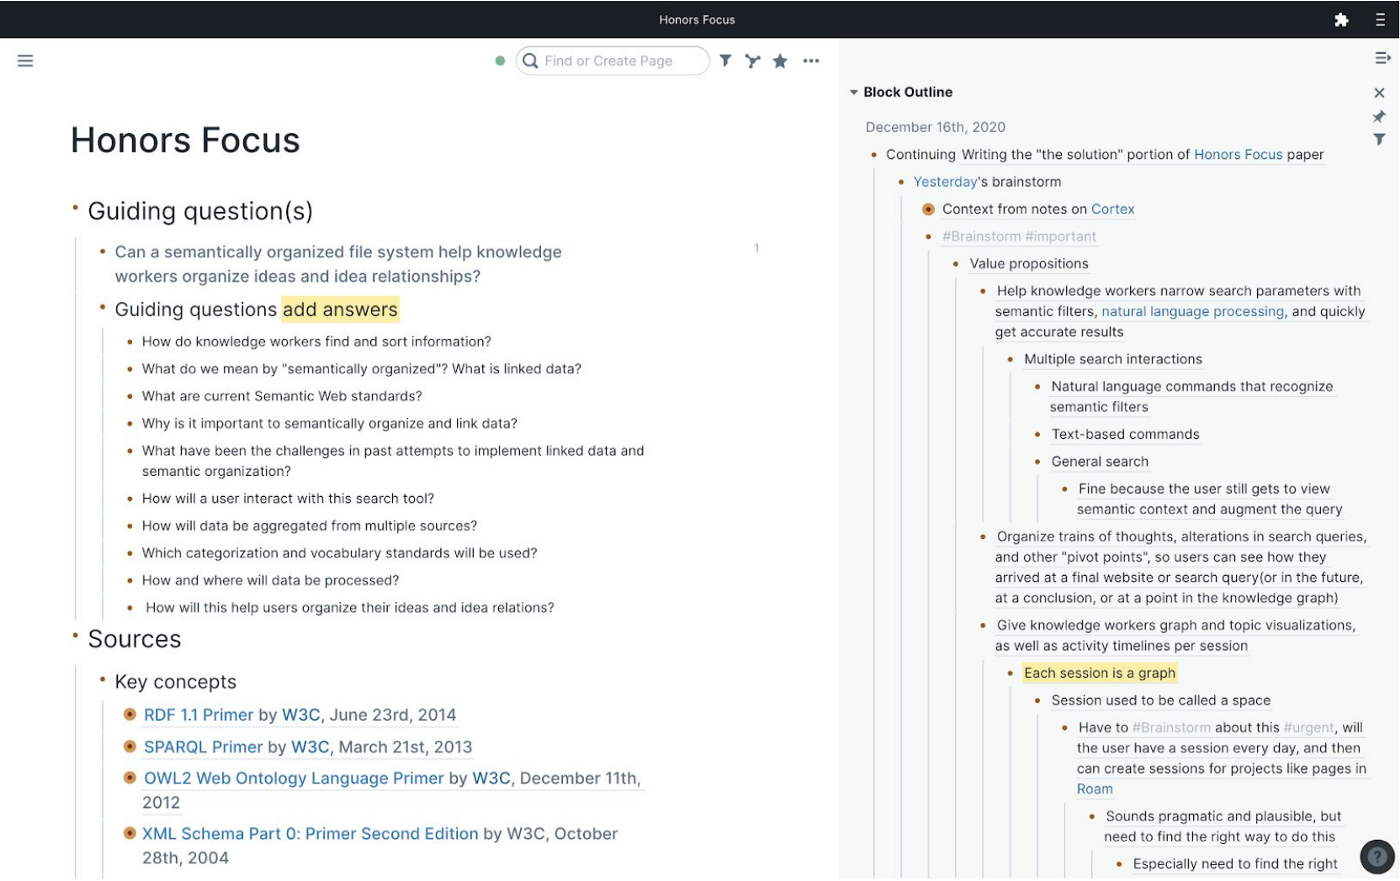 Honors Focus
Find or Create Page
Honors Focus
Guiding question(s)
Can a semantically organized file system help knowledge
workers organize ideas and idea relationships?
1
Guiding questions add answers
How do knowledge workers find and sort information?
What do we mean by "semantically organized"? What is linked data?
What are current Semantic Web standards?
Why is it important to semantically organize and link data?
What have been the challenges in past attempts to implement linked data and
semantic organization?
How will a user interact with this search tool?
How will data be aggregated from multiple sources?
Which categorization and vocabulary standards will be used?
How and where will data be processed?
How will this help users organize their ideas and idea relations?
Sources
Key concepts
RDF 1.1 Primer by W3C, June 23rd, 2014
SPARQL Primer by W3C, March 21st, 2013
OWL2 Web Ontology Language Primer by W3C, December 11th,
2012
XML Schema Part 0: Primer Second Edition by W3C, October
28th, 2004
Block Outline
December 16th, 2020
Continuing Writing the "the solution" portion of Honors Focus paper
Yesterday's brainstorm
Context from notes on Cortex
#Brainstorm #important
Value propositions
Help knowledge workers narrow search parameters with
semantic filters, natural language processing, and quickly
get accurate results
Multiple search interactions
Natural language commands that recognize
semantic filters
Text-based commands
General search
Fine because the user still gets to view
semantic context and augment the query
Organize trains of thoughts, alterations in search queries,
and other "pivot points", so users can see how they
arrived at a final website or search query(or in the future,
at a conclusion, or at a point in the knowledge graph)
Give knowledge workers graph and topic visualizations,
as well as activity timelines per session
Each session is a graph
Session used to be called a space
Have to #Brainstorm about this #urgent, will
the user have a session every day, and then
can create sessions for projects like pages in
Roam
Sounds pragmatic and plausible, but
need to find the right way to do this
Especially need to find the right
?